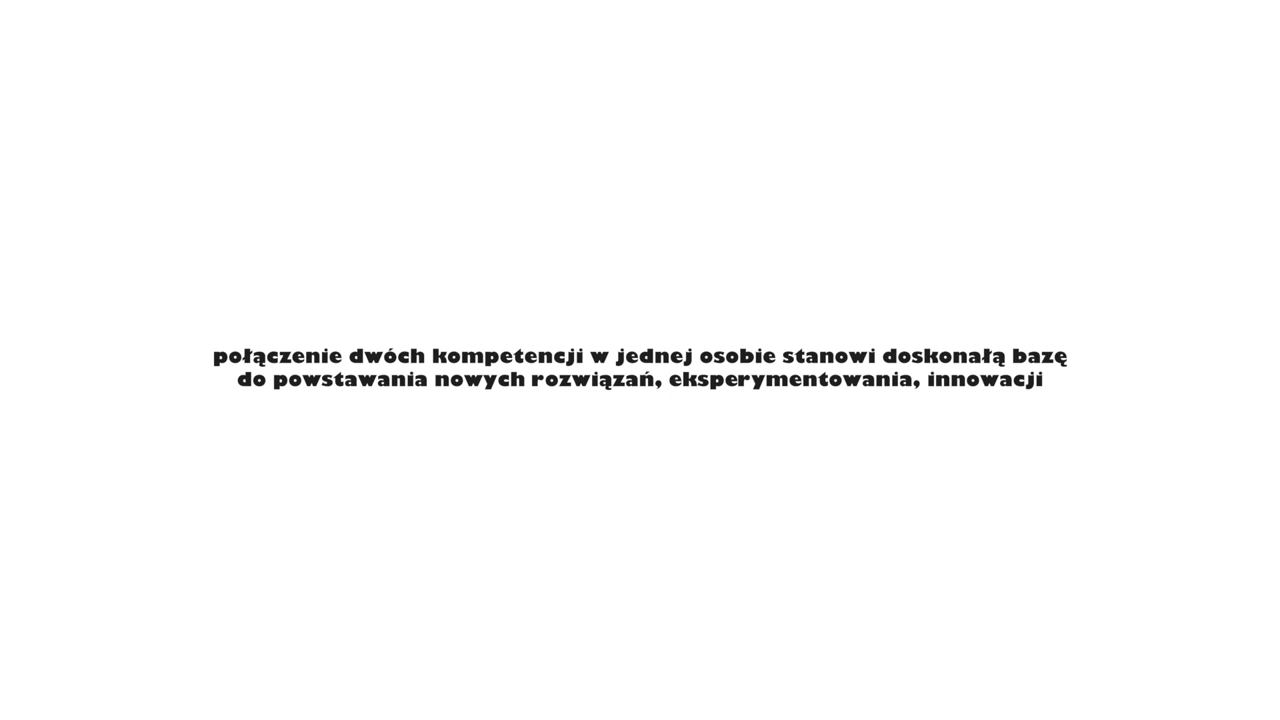 połączenie dwóch kompetencji w jednej osobie stanowi doskonałą bazę
do powstawania nowych rozwiązań, eksperymentowania, innowacji